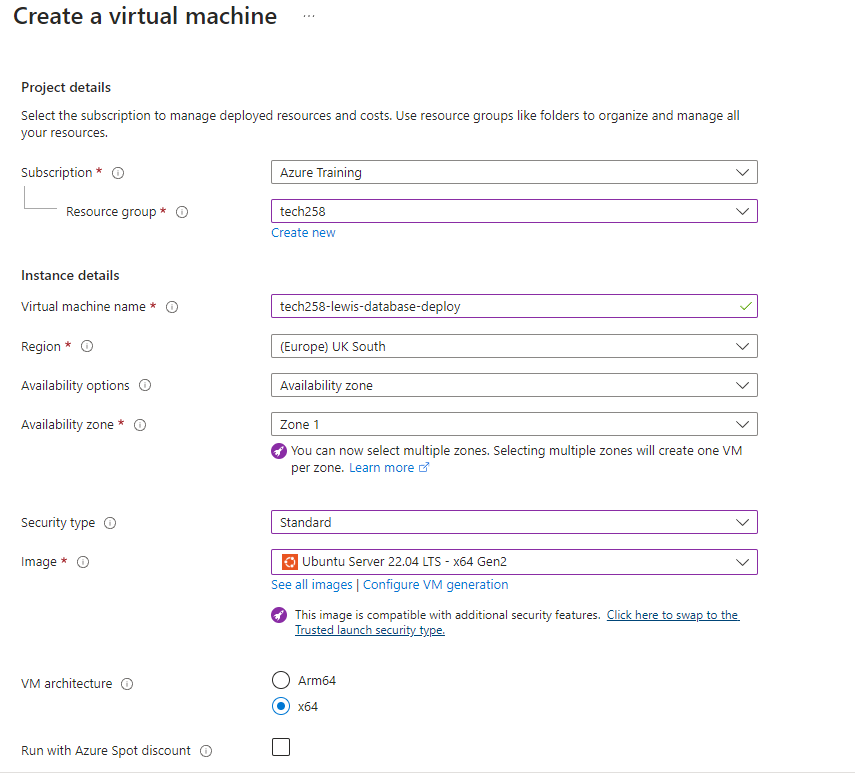 Create a virtual machine ...
Project details
Select the subscription to manage deployed resources and costs. Use resource groups like folders to organize and manage all
your resources.
Subscription *
Azure Training
Resource group *
tech258
Create new
Instance details
Virtual machine name *
tech258-lewis-database-deploy
Region *
(Europe) UK South
Availability options
Availability zone
Availability zone *
Zone 1
You can now select multiple zones. Selecting multiple zones will create one VM
per zone. Learn more
Security type
Standard
Image *
Ubuntu Server 22.04 LTS - x64 Gen2
See all images | Configure VM generation
This image is compatible with additional security features. Click here to swap to the
Trusted launch security type.
VM architecture
Arm64
x64
Run with Azure Spot discount